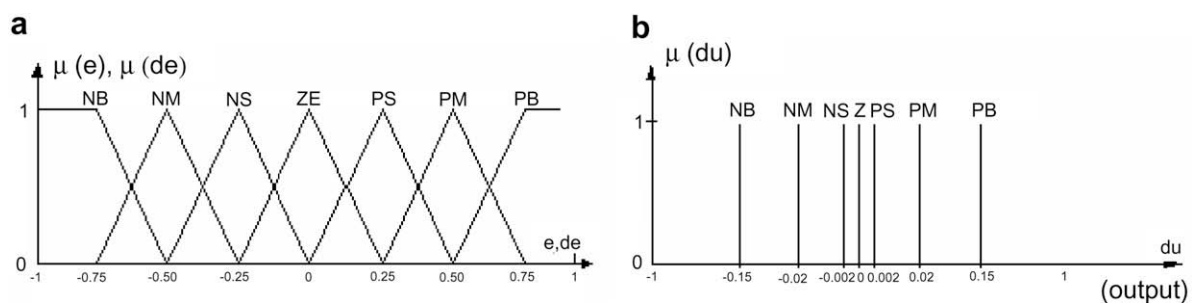 a
μ (e), μ (de)
NB NM NS ZE PS PM PB
1
e,de
0
-1 -0.75 -0.50 -0.25 0 0.25 0.50 0.75 1
b
μ (du)
NB NM NS Z PS PM PB
1
0
du
-1 -0.15 -0.02 -0.002 0 0.002 0.02 0.15 1
(output)